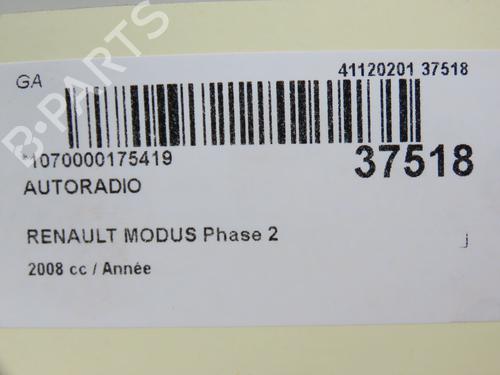 GA
41120201 37518
*1070000175419
37518
AUTORADIO
RENAULT MODUS Phase 2
2008 cc / Année
B-PARTS